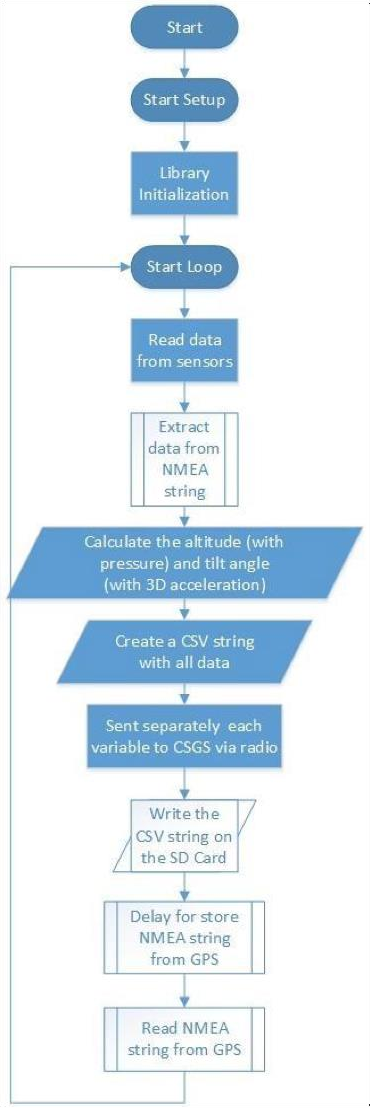 Start
Start Setup
Library
Initialization
Start Loop
Read data
from sensors
Extract
data from
NMEA
string
Calculate the altitude (with
pressure) and tilt angle
(with 3D acceleration)
Create a CSV string
with all data
Sent separately each
variable to CSGS via radio
Write the
CSV string on
the SD Card
Delay for store
NMEA string
from GPS
Read NMEA
string from GPS